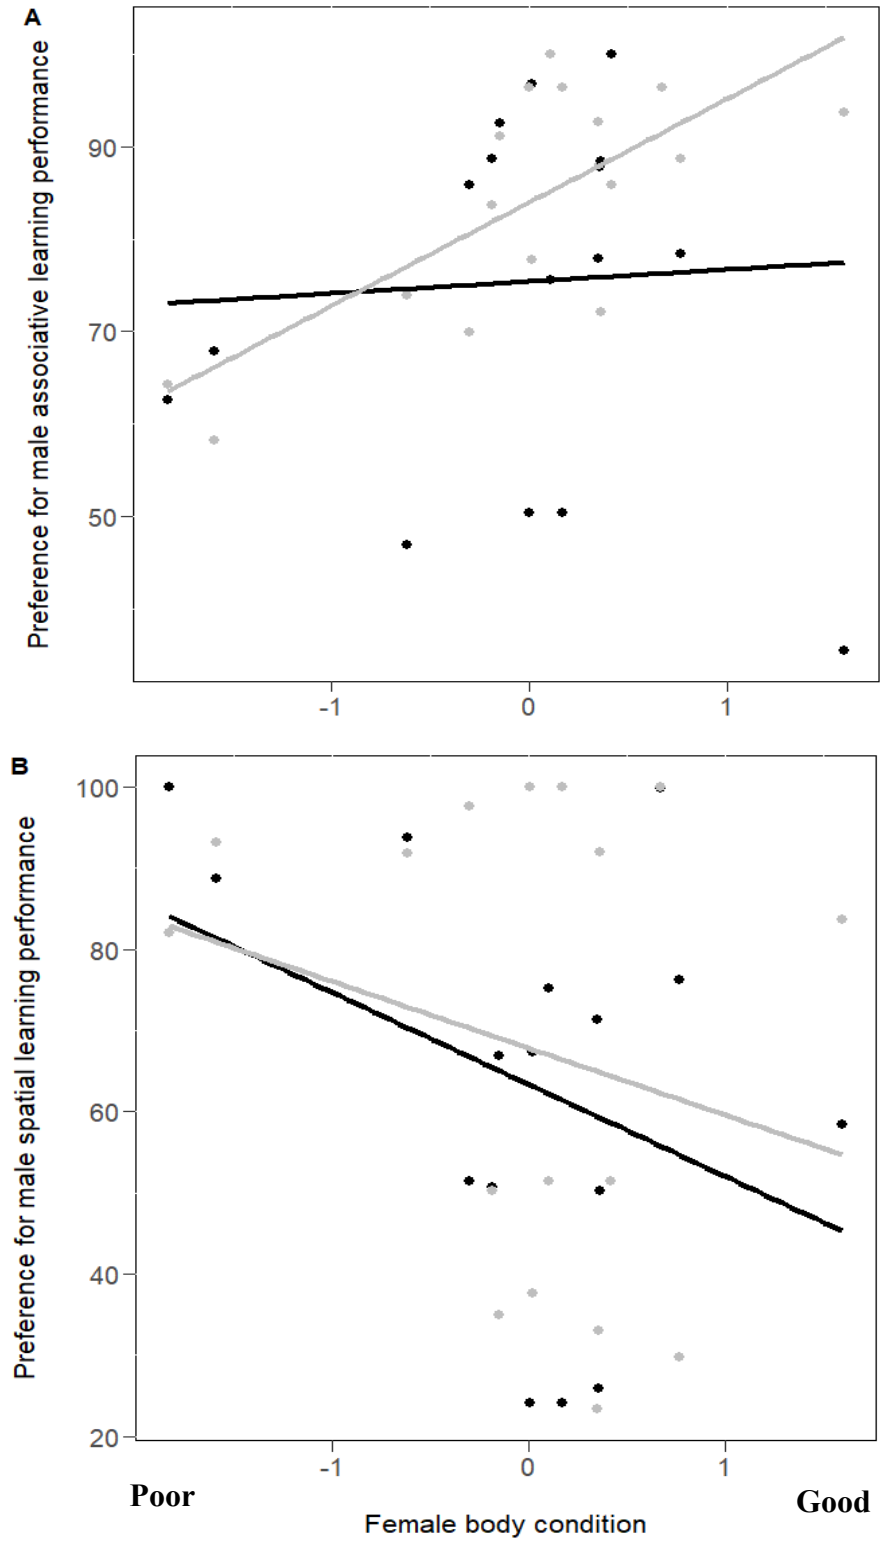 A
Preference for male associative learning performance
90
70
50
-1 0 1
B
Preference for male spatial learning performance
100
80
60
40
20
-1 0 1
Poor Good
Female body condition